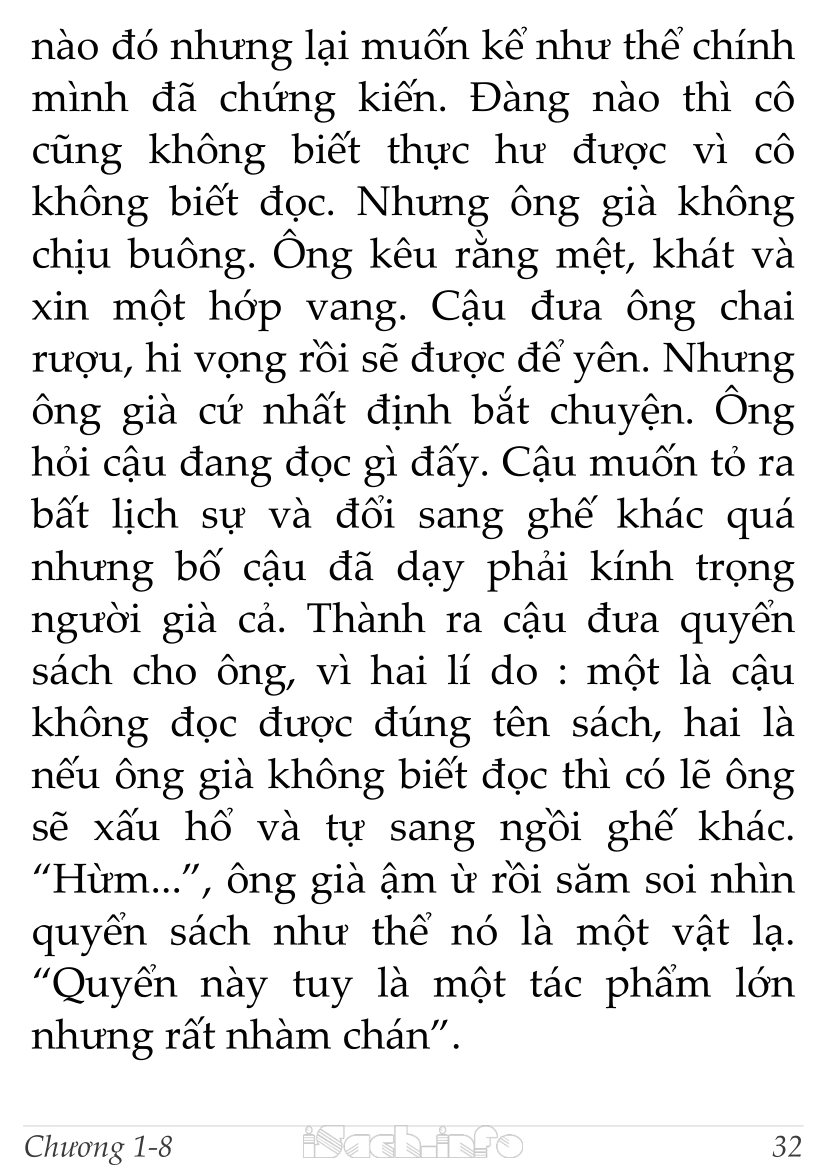 nào đó nhưng lại muốn kể như thể chính
mình đã chứng kiến. Đàng nào thì cô
cũng không biết thực hư được vì cô
không biết đọc. Nhưng ông già không
chịu buông. Ông kêu rằng mệt, khát và
xin một hớp vang. Cậu đưa ông chai
rượu, hi vọng rồi sẽ được để yên. Nhưng
ông già cứ nhất định bắt chuyện. Ông
hỏi cậu đang đọc gì đấy. Cậu muốn tỏ ra
bất lịch sự và đổi sang ghế khác quá
nhưng bố cậu đã dạy phải kính trọng
người già cả. Thành ra cậu đưa quyển
sách cho ông, vì hai lí do : một là cậu
không đọc được đúng tên sách, hai là
nếu ông già không biết đọc thì có lẽ ông
sẽ xấu hổ và tự sang ngồi ghế khác.
“Hừm...”, ông già ậm ừ rồi săm soi nhìn
quyển sách như thể nó là một vật lạ.
“Quyển này tuy là một tác phẩm lớn
nhưng rất nhàm chán”.
Chương 1-8 iSach.info 32